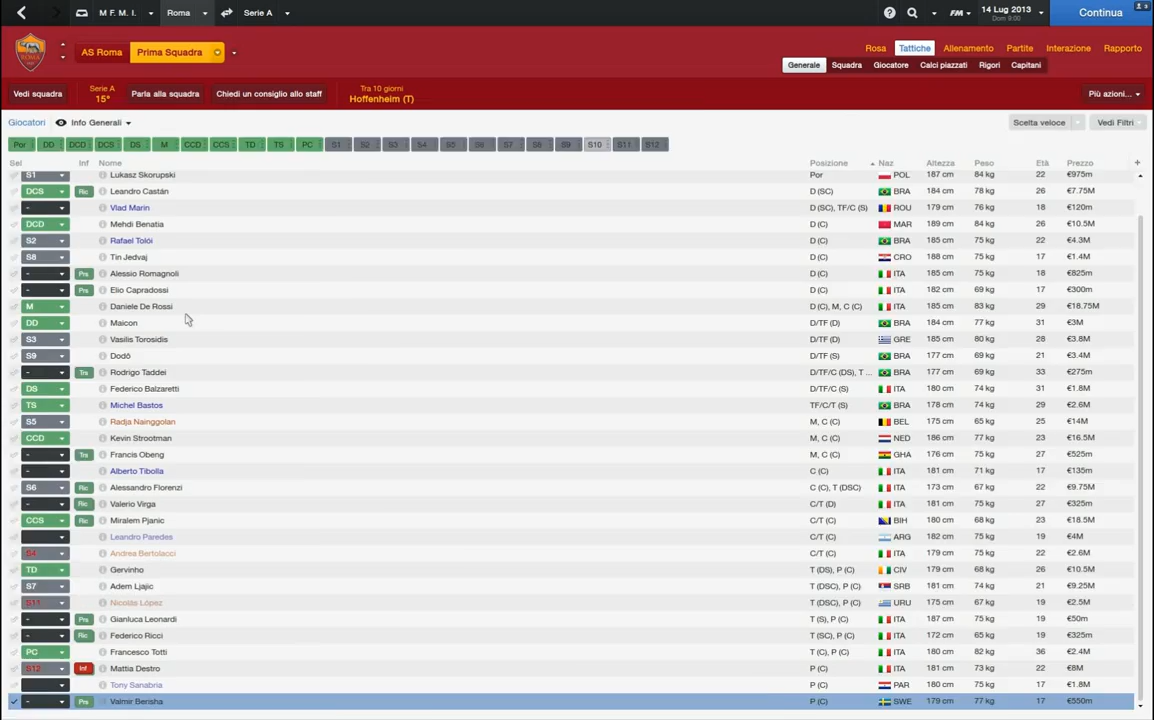 M F. M. I. Roma Serie A ? FM 14 Lug 2013 Dom 9:00 Continua 3
ROMA AS Roma Prima Squadra Rosa Tattiche Allenamento Partite Interazione Rapporto
Generale Squadra Giocatore Calci piazzati Rigori Capitani
Vedi squadra Serie A 15° Parla alla squadra Chiedi un consiglio allo staff Tra 10 giorni Hoffenheim (T) Più azioni...
Giocatori Info Generali Scelta veloce Vedi Filtri
Por DD DCD DCS DS M CCD CCS TD TS PC S1 S2 S3 S4 S5 S6 S7 S8 S9 S10 S11 S12
Sel Inf Nome Posizione Naz Altezza Peso Età Prezzo +
S1 Lukasz Skorupski Por POL 187 cm 84 kg 22 €975m
DCS Ric Leandro Castán D (SC) BRA 184 cm 78 kg 26 €7.75M
- Vlad Marin D (SC), TF/C (S) ROU 179 cm 76 kg 18 €120m
DCD Mehdi Benatia D (C) MAR 189 cm 84 kg 26 €10.5M
S2 Rafael Tolói D (C) BRA 185 cm 75 kg 22 €4.3M
S8 Tin Jedvaj D (C) CRO 188 cm 75 kg 17 €1.4M
- Prs Alessio Romagnoli D (C) ITA 185 cm 75 kg 18 €825m
- Prs Elio Capradossi D (C) ITA 182 cm 69 kg 17 €300m
M Daniele De Rossi D (C), M, C (C) ITA 185 cm 83 kg 29 €18.75M
DD Maicon D/TF (D) BRA 184 cm 77 kg 31 €3M
S3 Vasilis Torosidis D/TF (D) GRE 185 cm 80 kg 28 €3.8M
S9 Dodô D/TF (S) BRA 177 cm 69 kg 21 €3.4M
- Trs Rodrigo Taddei D/TF/C (DS), T ... BRA 177 cm 69 kg 33 €275m
DS Federico Balzaretti D/TF/C (S) ITA 180 cm 74 kg 31 €1.8M
TS Michel Bastos TF/C/T (S) BRA 178 cm 74 kg 29 €2.6M
S5 Radja Nainggolan M, C (C) BEL 175 cm 65 kg 25 €14M
CCD Kevin Strootman M, C (C) NED 186 cm 77 kg 23 €16.5M
- Trs Francis Obeng M, C (C) GHA 176 cm 75 kg 27 €525m
- Alberto Tibolla C (C) ITA 181 cm 71 kg 17 €135m
S6 Ric Alessandro Florenzi C (C), T (DSC) ITA 173 cm 67 kg 22 €9.75M
- Ric Valerio Virga C/T (D) ITA 181 cm 75 kg 27 €325m
CCS Ric Miralem Pjanic C/T (C) BIH 180 cm 68 kg 23 €18.5M
Leandro Paredes C/T (C) ARG 182 cm 75 kg 19 €4M
S4 Andrea Bertolacci C/T (C) ITA 179 cm 75 kg 22 €2.6M
TD Gervinho T (DS), P (C) CIV 179 cm 68 kg 26 €10.5M
S7 Adem Ljajic T (DSC), P (C) SRB 181 cm 74 kg 21 €9.25M
S11 Nicolás López T (DSC), P (C) URU 175 cm 67 kg 19 €2.5M
- Prs Gianluca Leonardi T (S), P (C) ITA 187 cm 75 kg 19 €50m
- Ric Federico Ricci T (SC), P (C) ITA 172 cm 65 kg 19 €325m
PC Francesco Totti T (C), P (C) ITA 180 cm 82 kg 36 €2.4M
S12 Inf Mattia Destro P (C) ITA 181 cm 73 kg 22 €8M
Tony Sanabria P (C) PAR 180 cm 75 kg 17 €1.8M
- Prs Valmir Berisha P (C) SWE 179 cm 77 kg 17 €550m